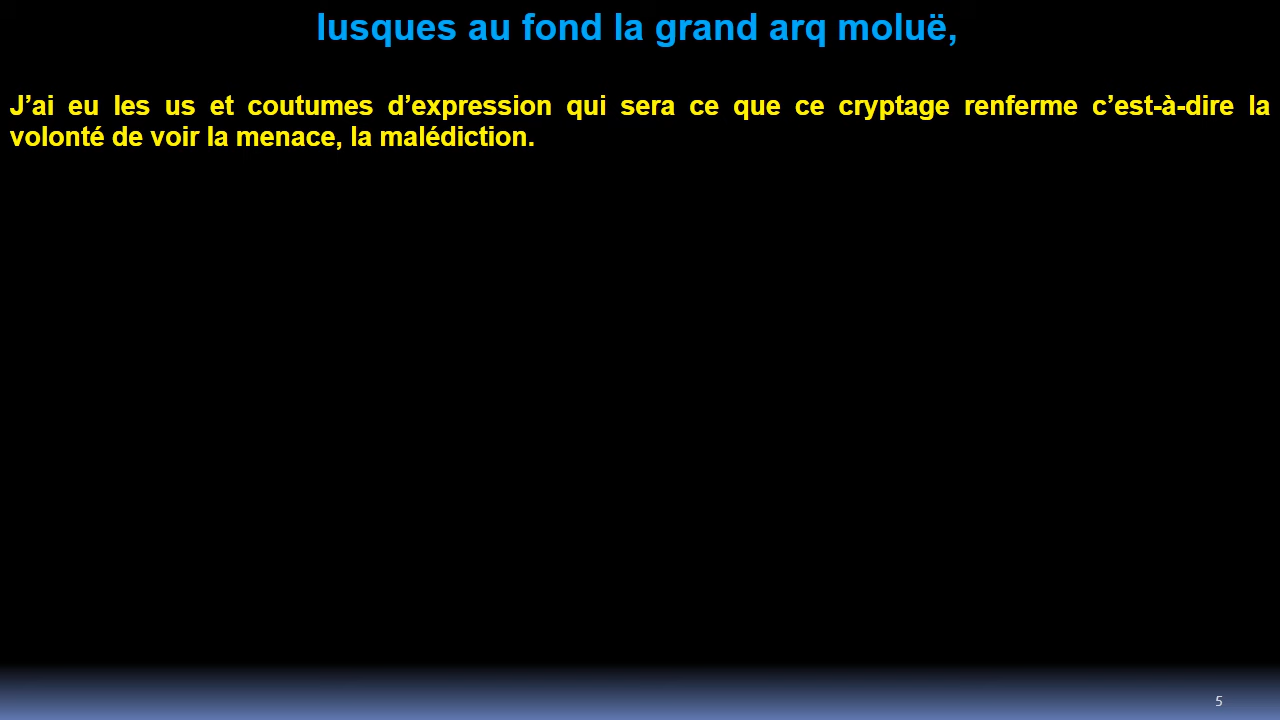 Iusques au fond la grand arq moluë,
J’ai eu les us et coutumes d’expression qui sera ce que ce cryptage renferme c’est-à-dire la
volonté de voir la menace, la malédiction.
5